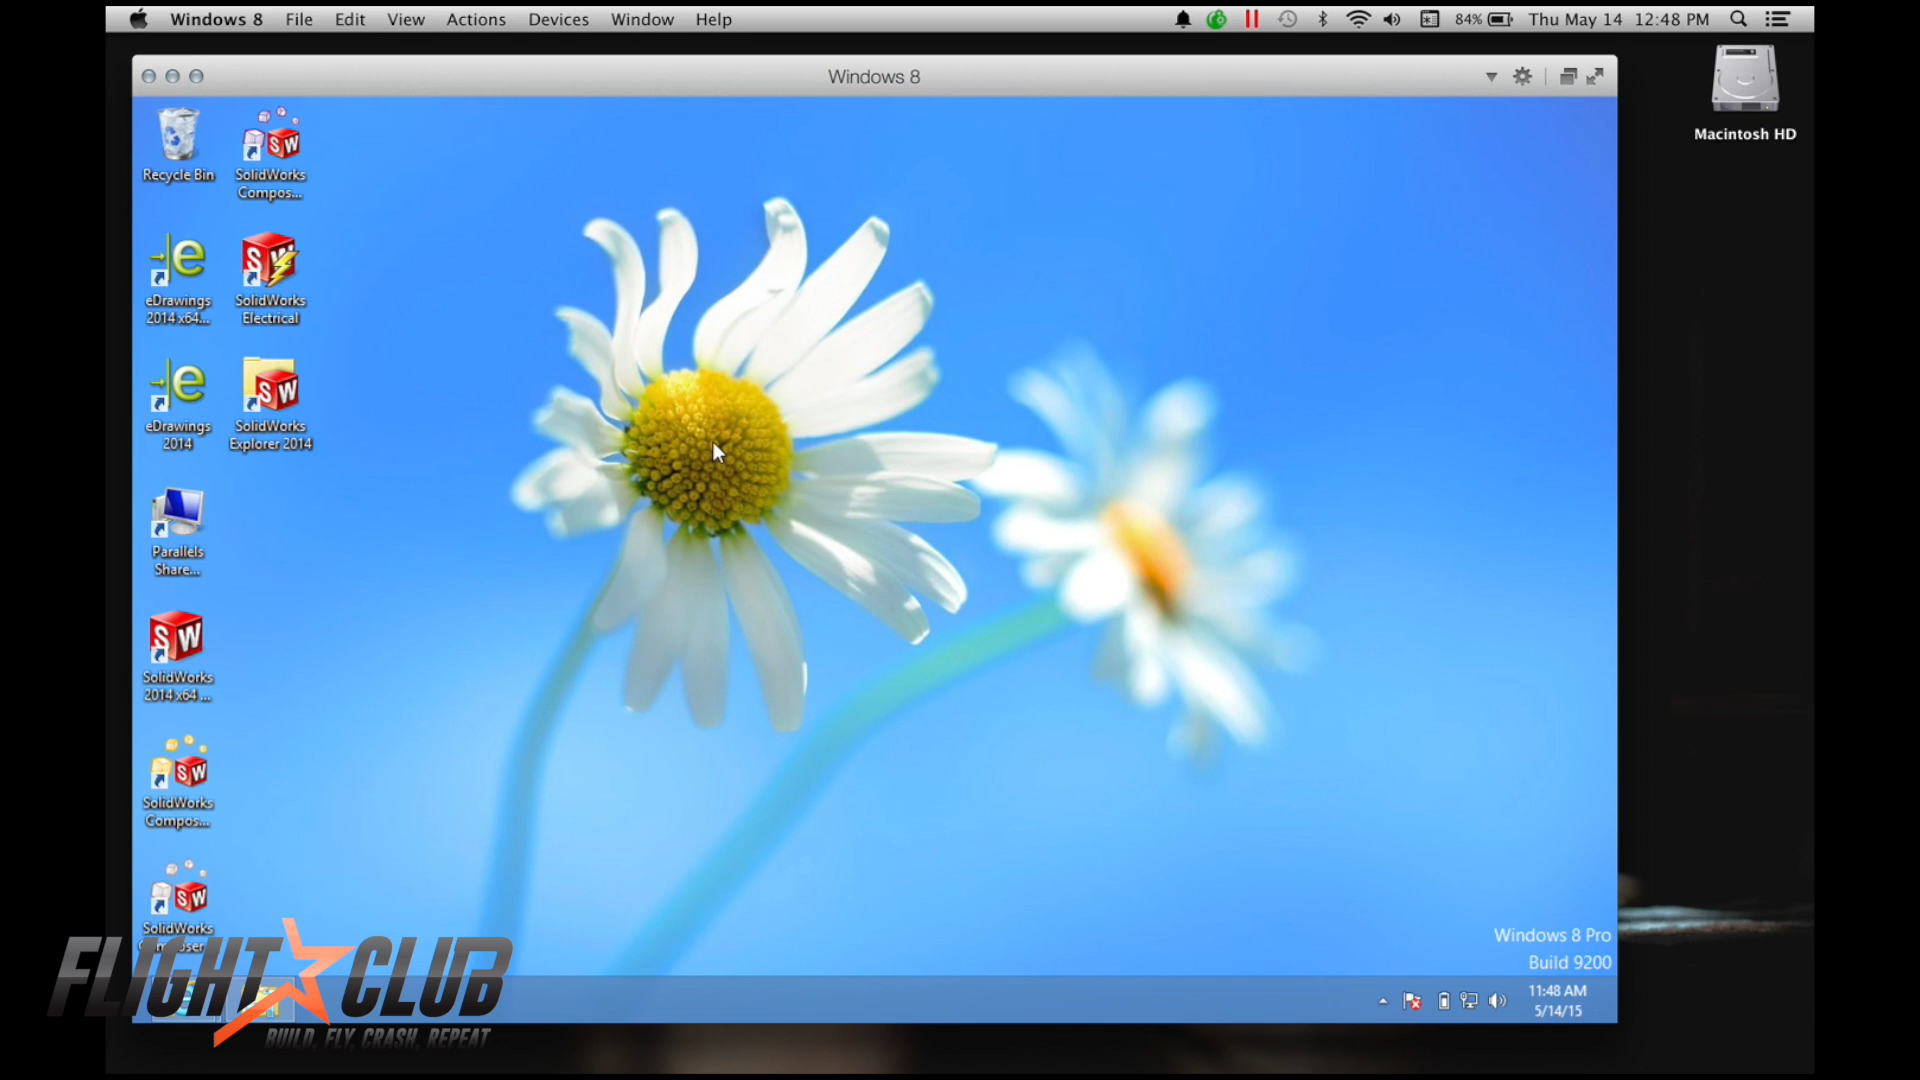 Windows 8 File Edit View Actions Devices Window Help 84% Thu May 14 12:48 PM
Windows 8
Macintosh HD
Recycle Bin
SolidWorks
Compos...
eDrawings
2014 x64...
SolidWorks
Electrical
eDrawings
2014
SolidWorks
Explorer 2014
Parallels
Share...
SolidWorks
2014 x64 ...
SolidWorks
Compos...
SolidWorks
FLIGHT CLUB
BUILD, FLY, CRASH, REPEAT
Windows 8 Pro
Build 9200
11:48 AM
5/14/15